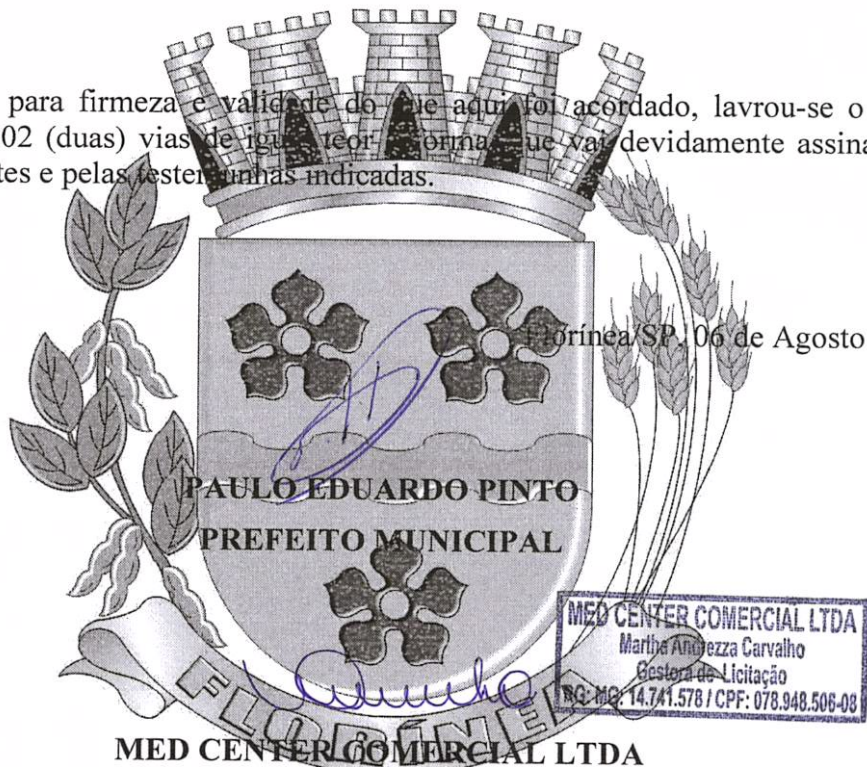 para firmeza e validade do que aqui foi acordado, lavrou-se o
02 (duas) vias de igual teor e forma, que vai devidamente assina
tes e pelas testemunhas indicadas.
Florínea/SP, 06 de Agosto
PAULO EDUARDO PINTO
PREFEITO MUNICIPAL
MED CENTER COMERCIAL LTDA
Martha Andrezza Carvalho
Gestora de Licitação
RG: MG: 14.741.578 / CPF: 078.948.506-08
FLORÍNEA
MED CENTER COMERCIAL LTDA